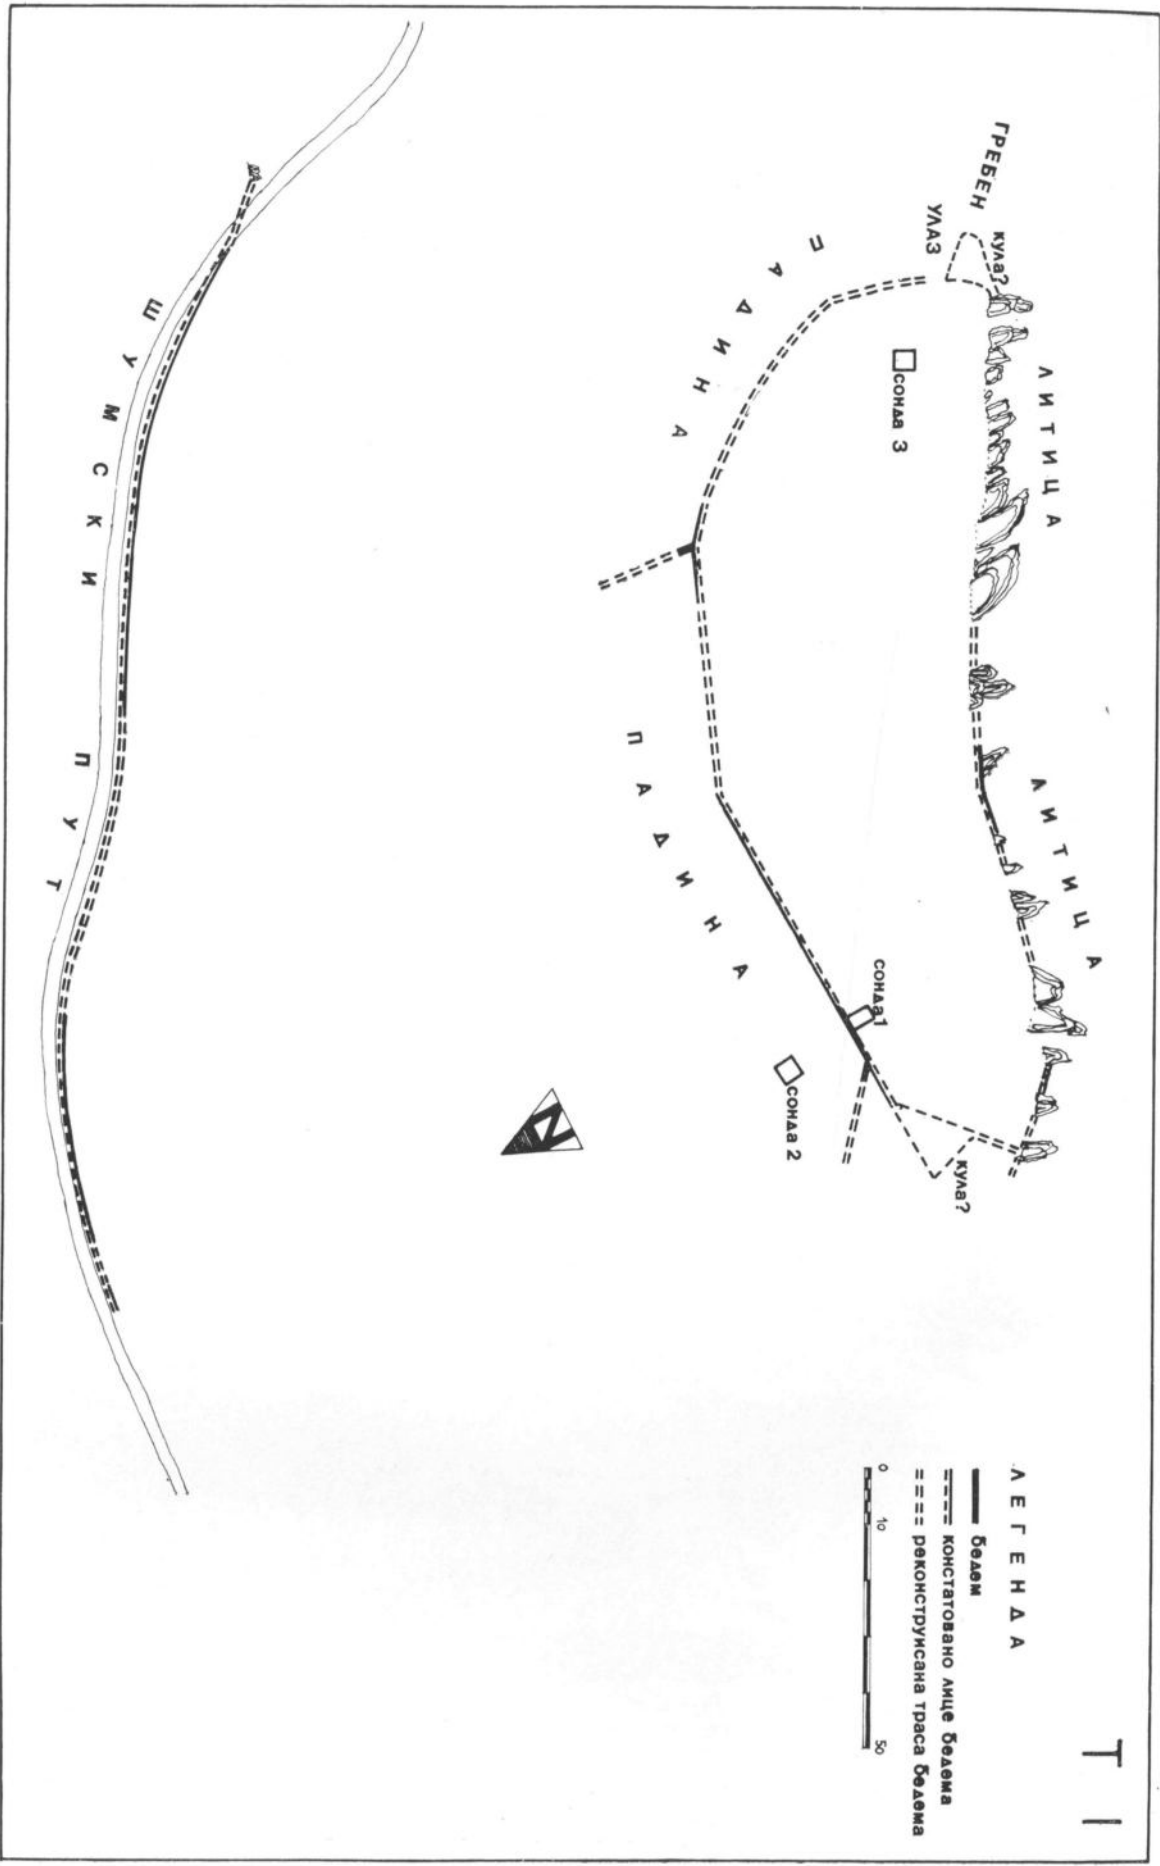 Т I
ГРЕБЕН
кула?
УЛАЗ
ЛИТИЦА
ЛИТИЦА
сонда 3
ПАДИНА
ПАДИНА
сонда 1
сонда 2
кула?
N
ШУМСКИ ПУТ
ЛЕГЕНДА
бедем
констатовано лице бедема
реконструисана траса бедема
0 10 50